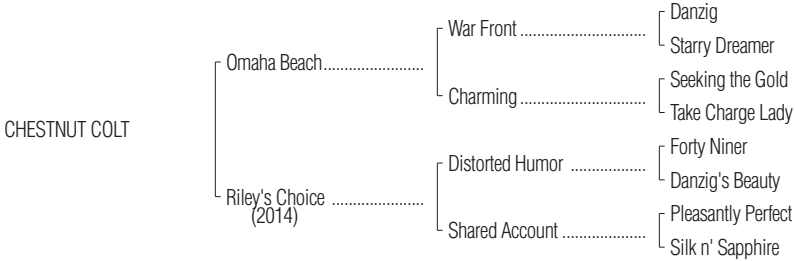 CHESTNUT COLT
Omaha Beach.......................
Riley's Choice .....................
(2014)
War Front .............................
Charming .............................
Distorted Humor .................
Shared Account ...................
Danzig
Starry Dreamer
Seeking the Gold
Take Charge Lady
Forty Niner
Danzig's Beauty
Pleasantly Perfect
Silk n' Sapphire